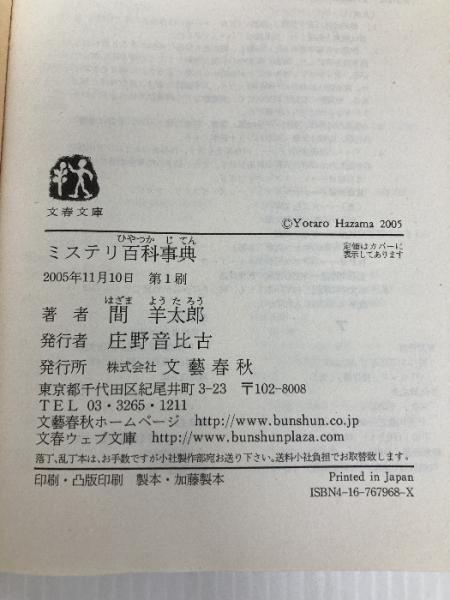 文春文庫
©Yotaro Hazama 2005
定価はカバーに
表示してあります
ひやつか じてん
ミステリ百科事典
2005年11月10日 第1刷
はざま ようたろう
著者 間 羊太郎
発行者 庄野音比古
発行所 株式会社 文藝春秋
東京都千代田区紀尾井町3-23 〒102-8008
TEL 03・3265・1211
文藝春秋ホームページ http://www.bunshun.co.jp
文春ウェブ文庫 http://www.bunshunplaza.com
落丁、乱丁本は、お手数ですが小社製作部宛お送り下さい。送料小社負担でお取替致します。
印刷・凸版印刷 製本・加藤製本
Printed in Japan
ISBN4-16-767968-X